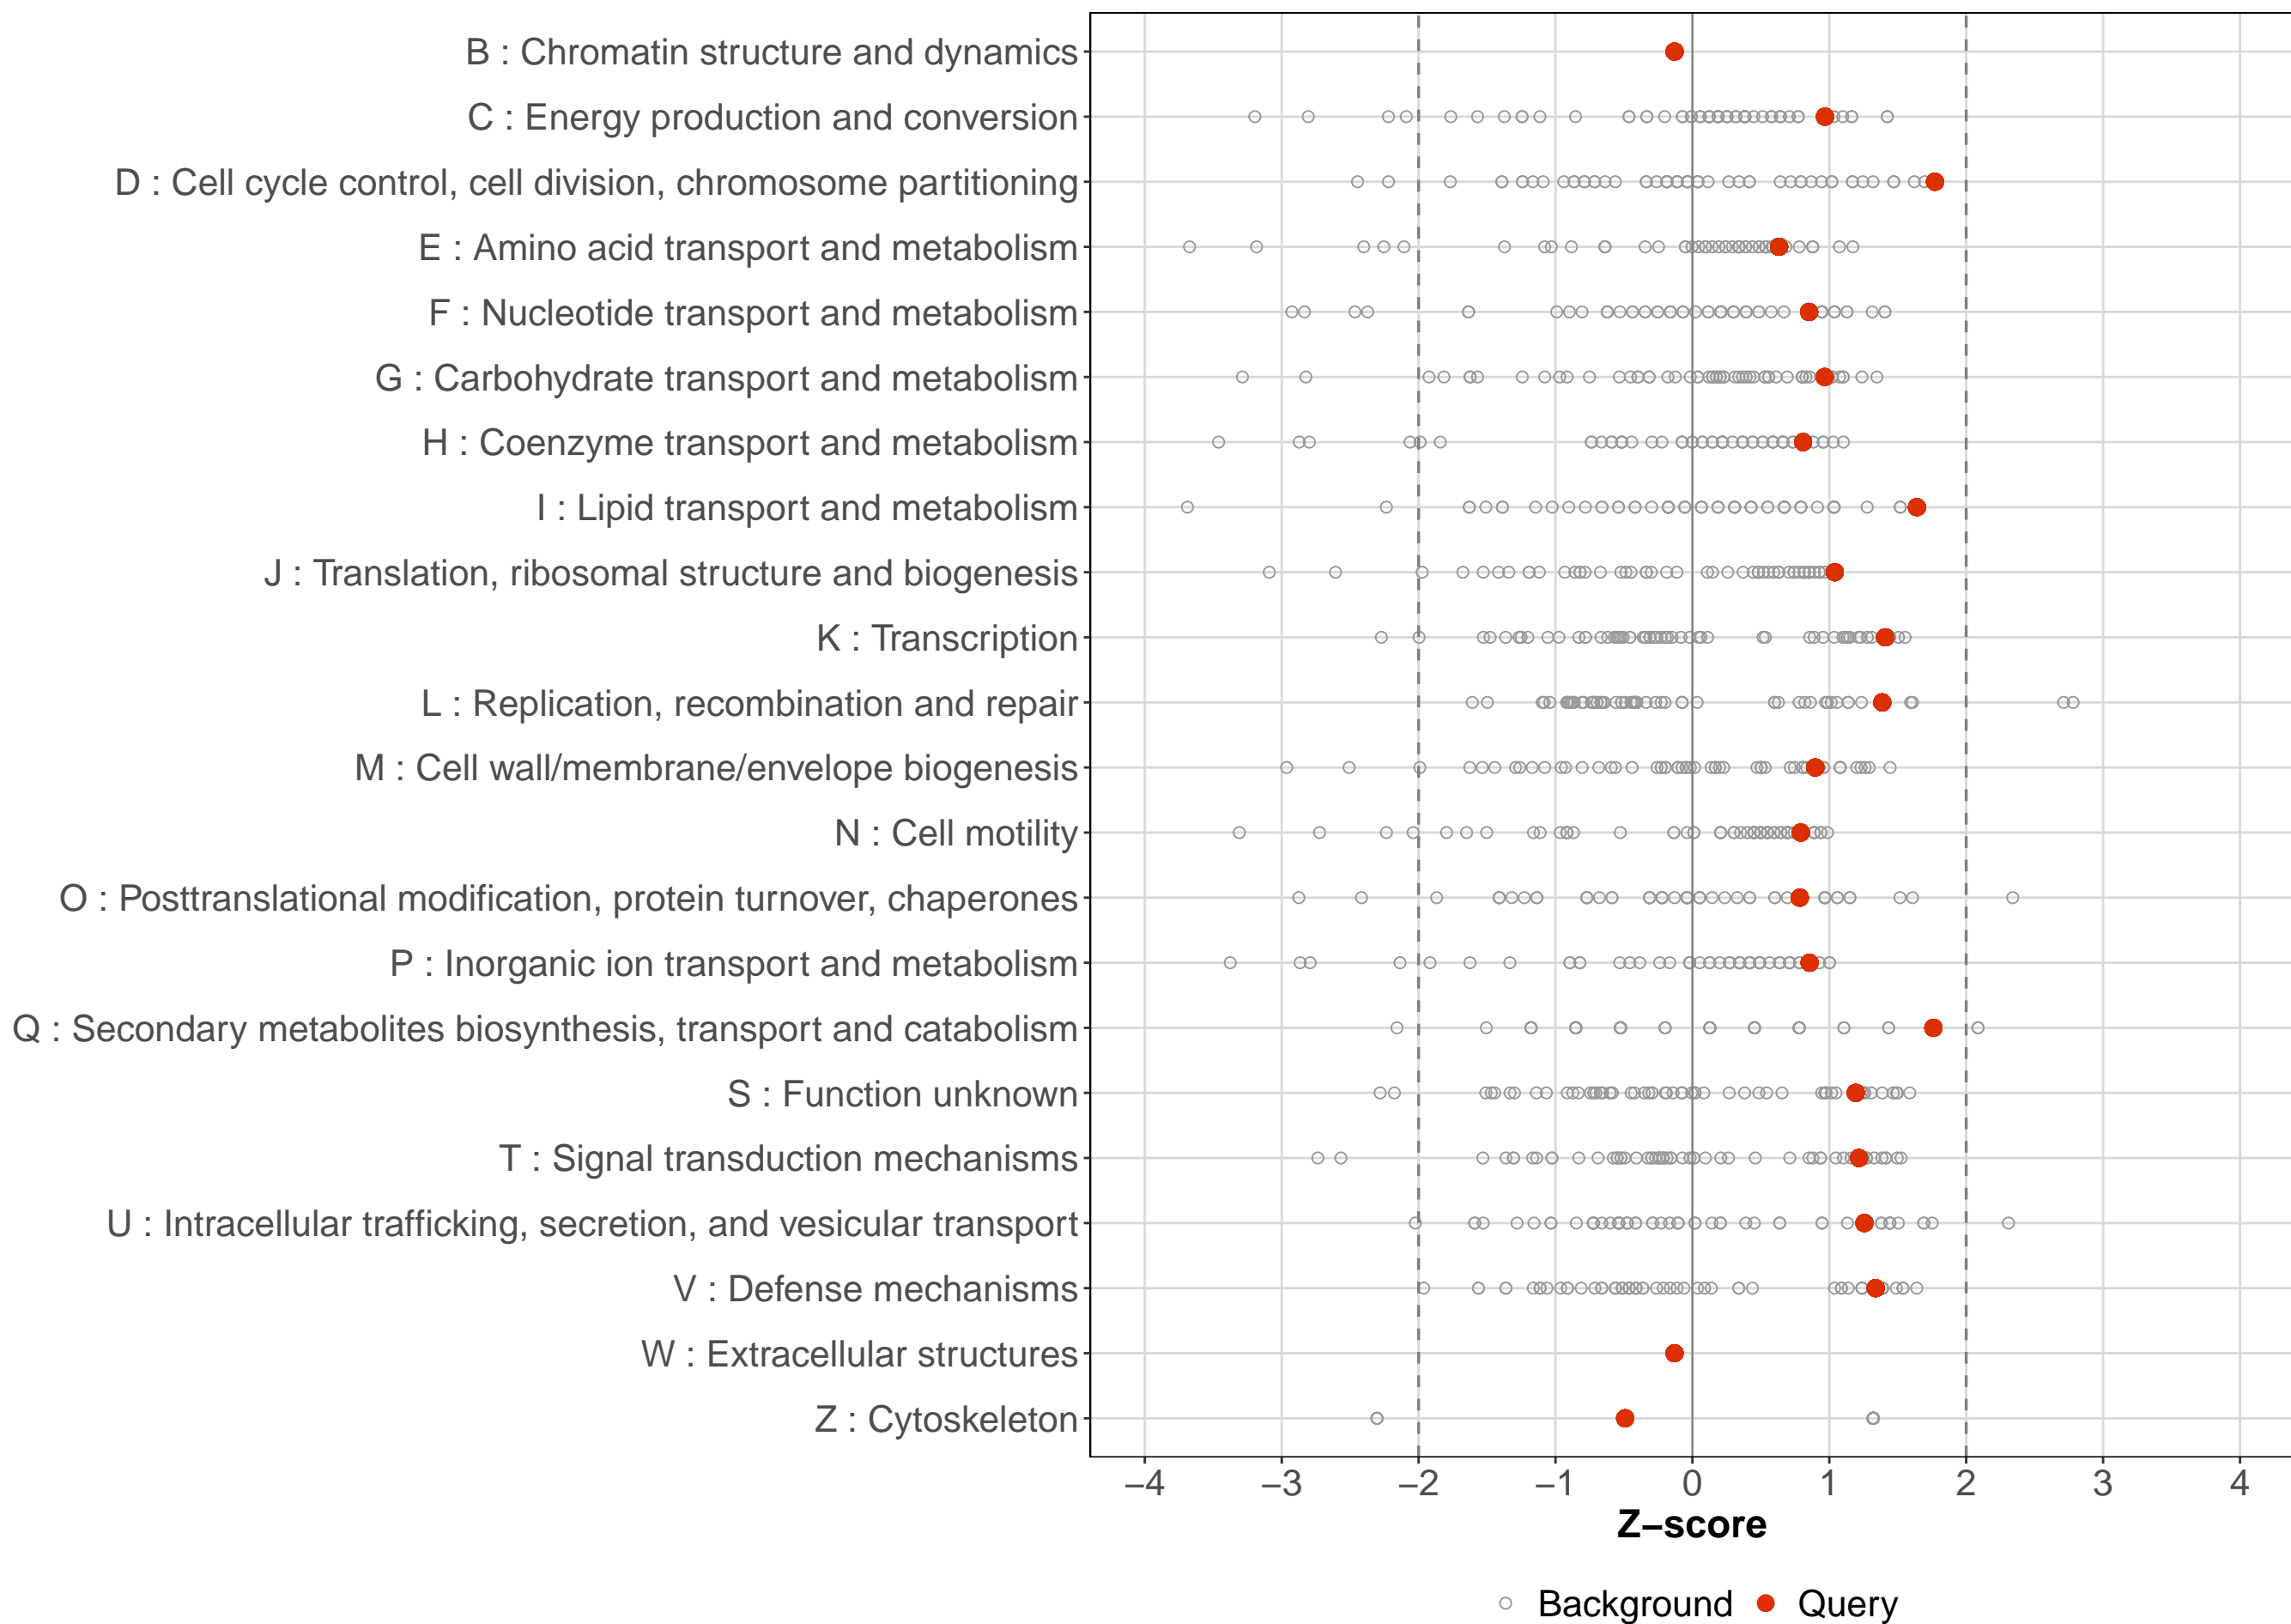 B : Chromatin structure and dynamics
C : Energy production and conversion
D : Cell cycle control, cell division, chromosome partitioning
E : Amino acid transport and metabolism
F : Nucleotide transport and metabolism
G : Carbohydrate transport and metabolism
H : Coenzyme transport and metabolism
I : Lipid transport and metabolism
J : Translation, ribosomal structure and biogenesis
K : Transcription
L : Replication, recombination and repair
M : Cell wall/membrane/envelope biogenesis
N : Cell motility
O : Posttranslational modification, protein turnover, chaperones
P : Inorganic ion transport and metabolism
Q : Secondary metabolites biosynthesis, transport and catabolism
S : Function unknown
T : Signal transduction mechanisms
U : Intracellular trafficking, secretion, and vesicular transport
V : Defense mechanisms
W : Extracellular structures
Z : Cytoskeleton
−4 −3 −2 −1 0 1 2 3 4
Z−score
Background Query